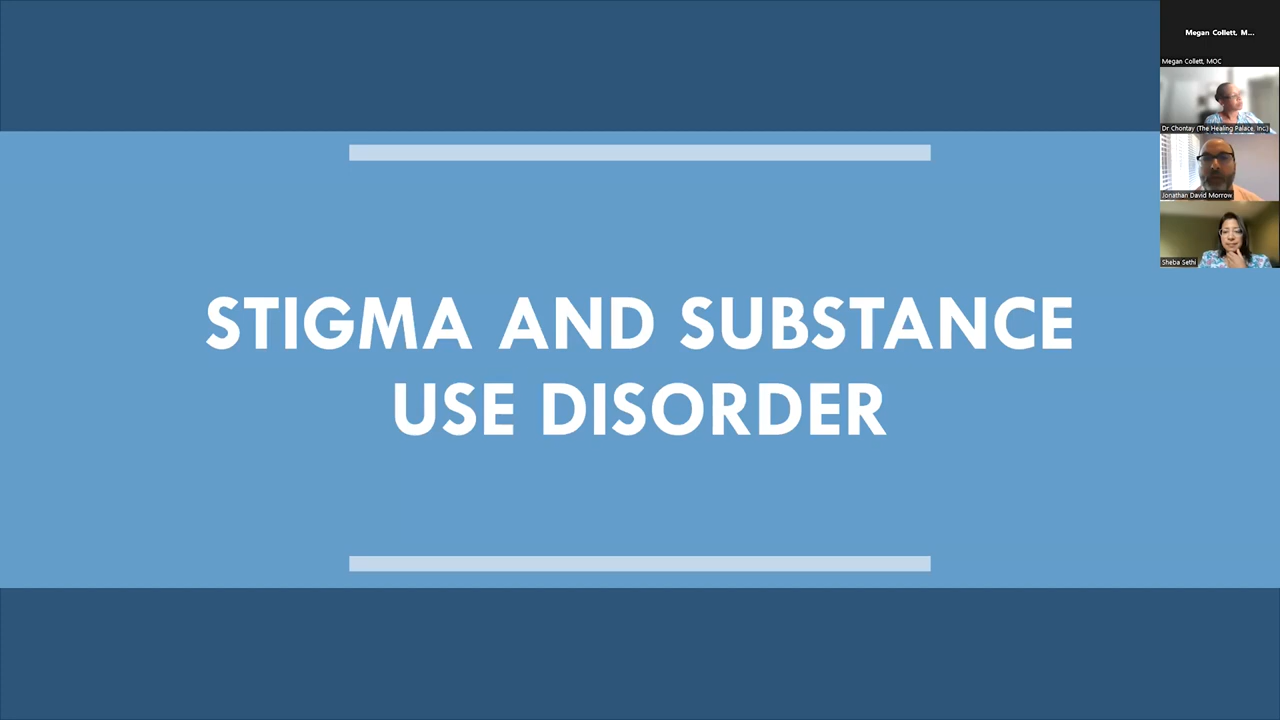 STIGMA AND SUBSTANCE
USE DISORDER
Megan Collett, M...
Megan Collett, MOC
Dr Chontay (The Healing Palace, Inc.)
Jonathan David Morrow
Sheba Sethi